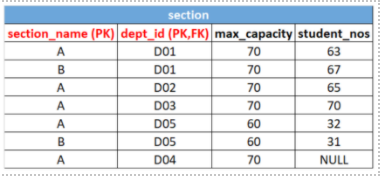 section
section_name (PK) dept_id (PK,FK) max_capacity student_nos
A D01 70 63
B D01 70 67
A D02 70 65
A D03 70 70
A D05 60 32
B D05 60 31
A D04 70 NULL